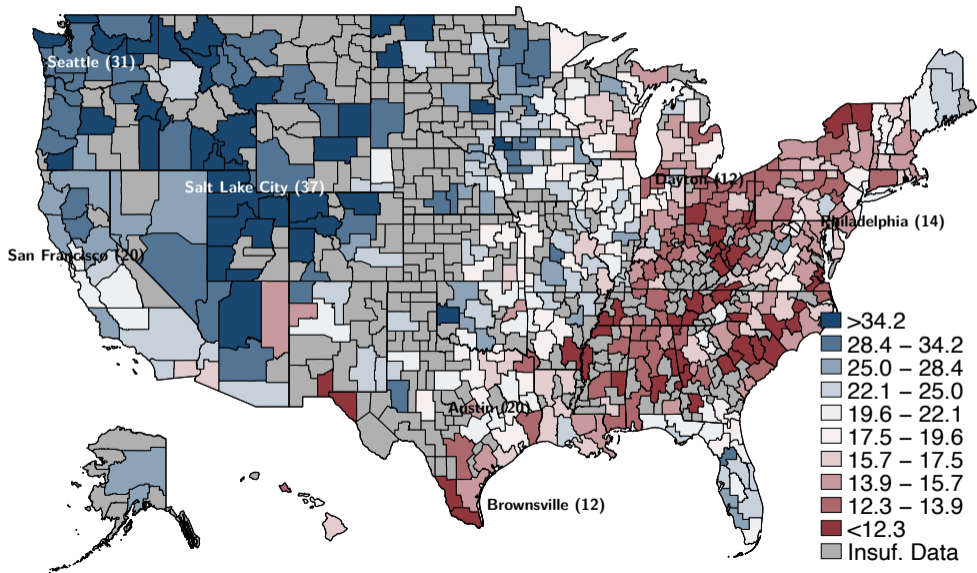 Seattle (31)
Dayton (12)
Salt Lake City (37)
Philadelphia (14)
San Francisco (20)
Austin (20)
Brownsville (12)
>34.2
28.4 – 34.2
25.0 – 28.4
22.1 – 25.0
19.6 – 22.1
17.5 – 19.6
15.7 – 17.5
13.9 – 15.7
12.3 – 13.9
<12.3
Insuf. Data